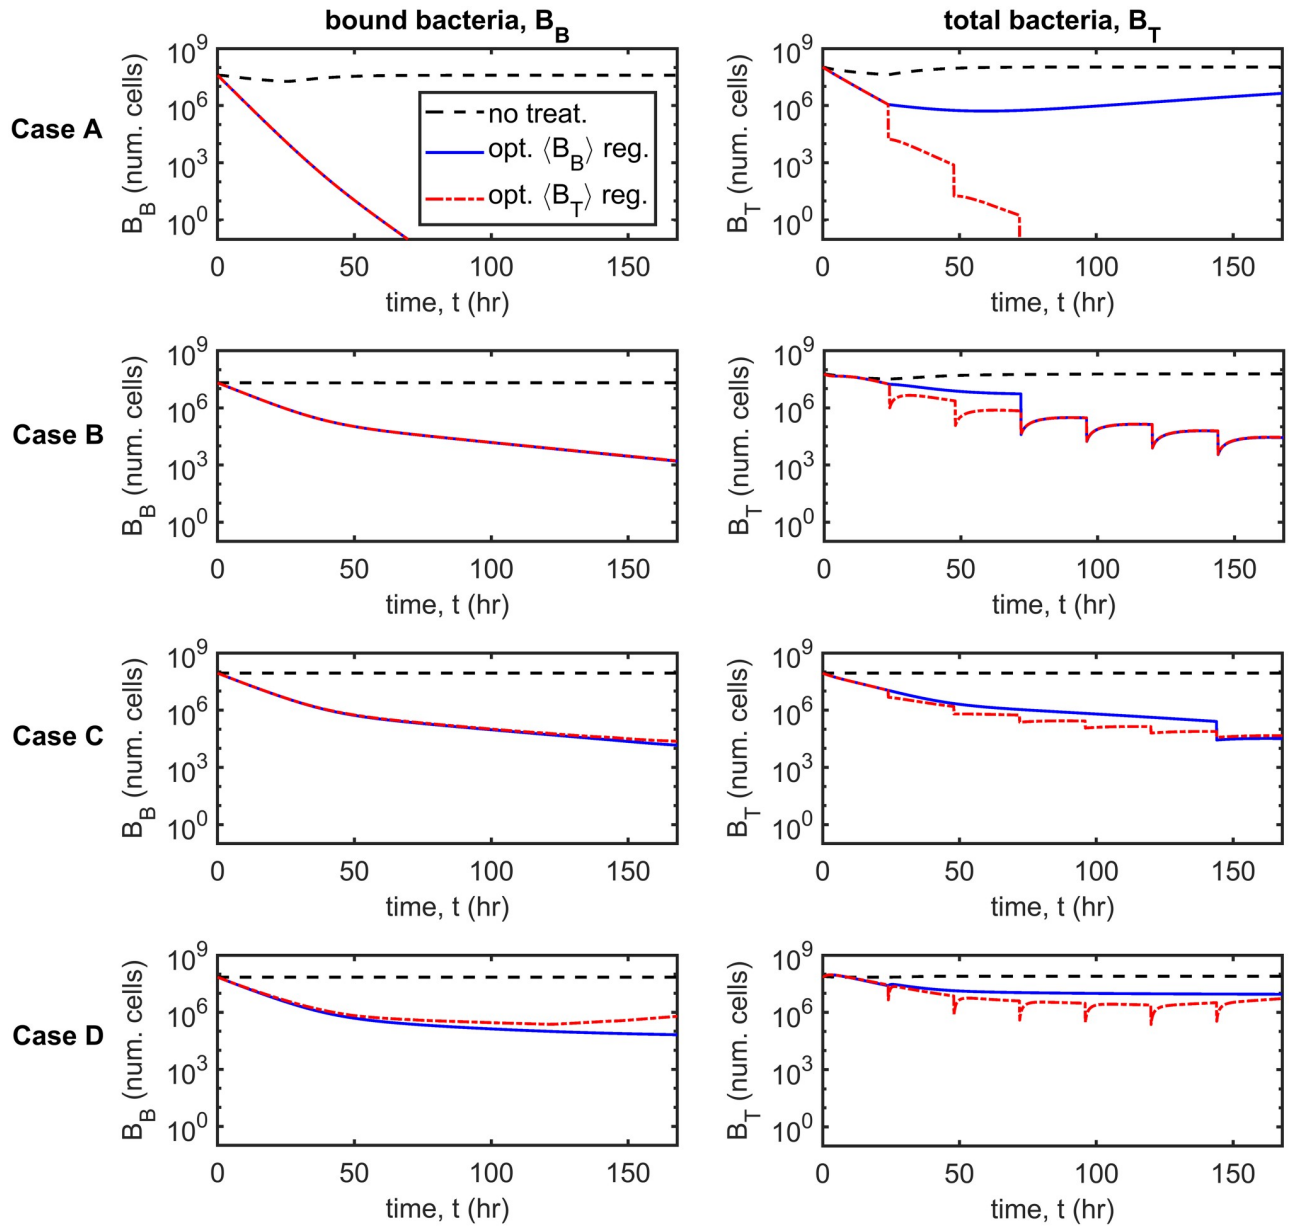 bound bacteria, B_B
total bacteria, B_T
Case A
B_B (num. cells)
10^9
10^6
10^3
10^0
0 50 100 150
time, t (hr)
no treat.
opt. ⟨B_B⟩ reg.
opt. ⟨B_T⟩ reg.
B_T (num. cells)
10^9
10^6
10^3
10^0
0 50 100 150
time, t (hr)
Case B
B_B (num. cells)
10^9
10^6
10^3
10^0
0 50 100 150
time, t (hr)
B_T (num. cells)
10^9
10^6
10^3
10^0
0 50 100 150
time, t (hr)
Case C
B_B (num. cells)
10^9
10^6
10^3
10^0
0 50 100 150
time, t (hr)
B_T (num. cells)
10^9
10^6
10^3
10^0
0 50 100 150
time, t (hr)
Case D
B_B (num. cells)
10^9
10^6
10^3
10^0
0 50 100 150
time, t (hr)
B_T (num. cells)
10^9
10^6
10^3
10^0
0 50 100 150
time, t (hr)